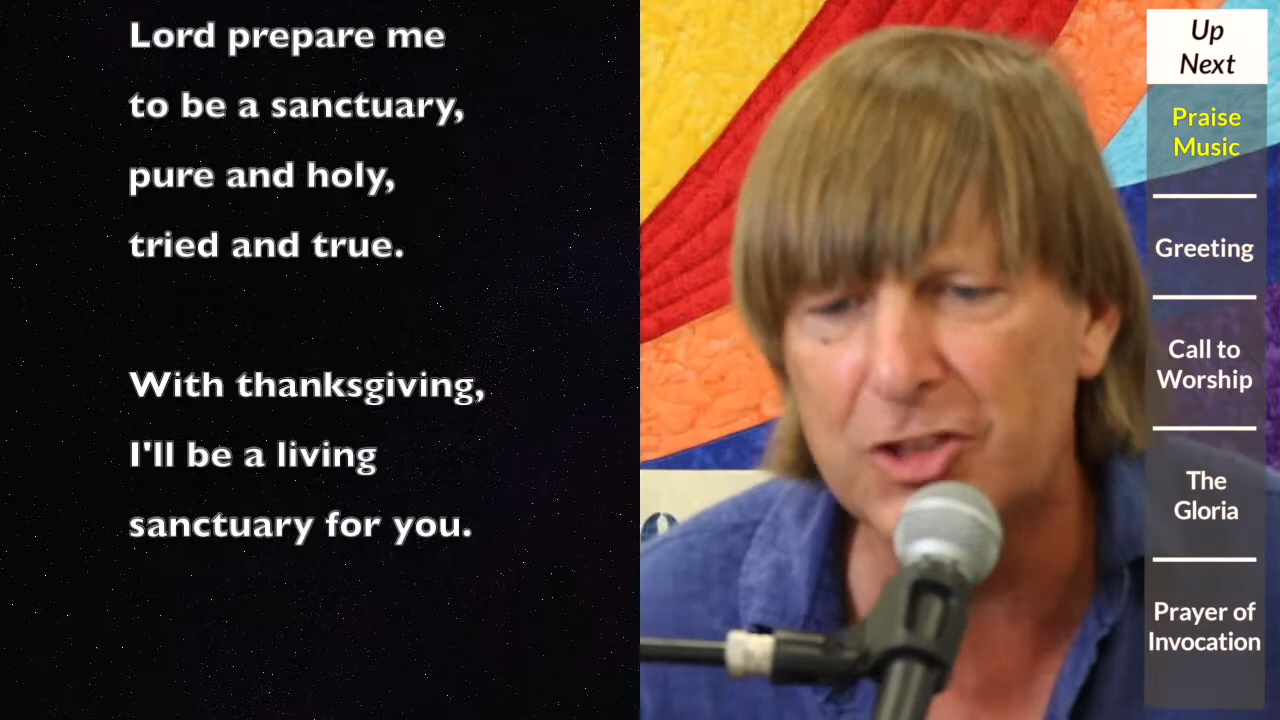 Lord prepare me
to be a sanctuary,
pure and holy,
tried and true.
With thanksgiving,
I'll be a living
sanctuary for you.
Up
Next
Praise
Music
Greeting
Call to
Worship
The
Gloria
Prayer of
Invocation